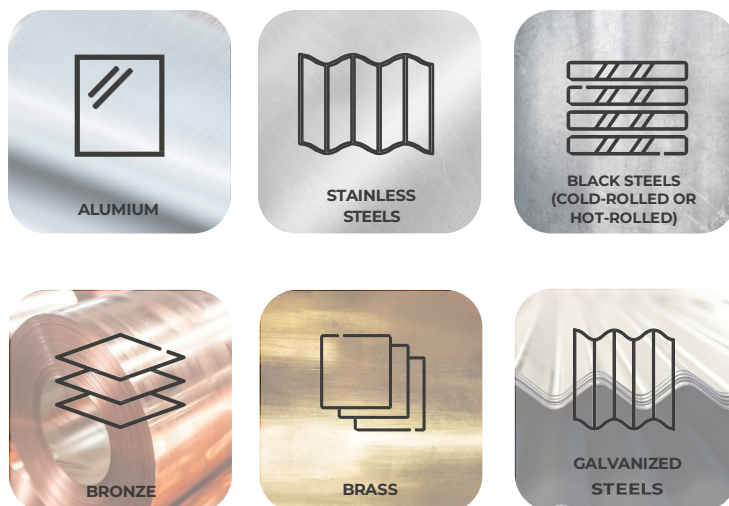 ALUMIUM
STAINLESS
STEELS
BLACK STEELS
(COLD-ROLLED OR
HOT-ROLLED)
BRONZE
BRASS
GALVANIZED
STEELS